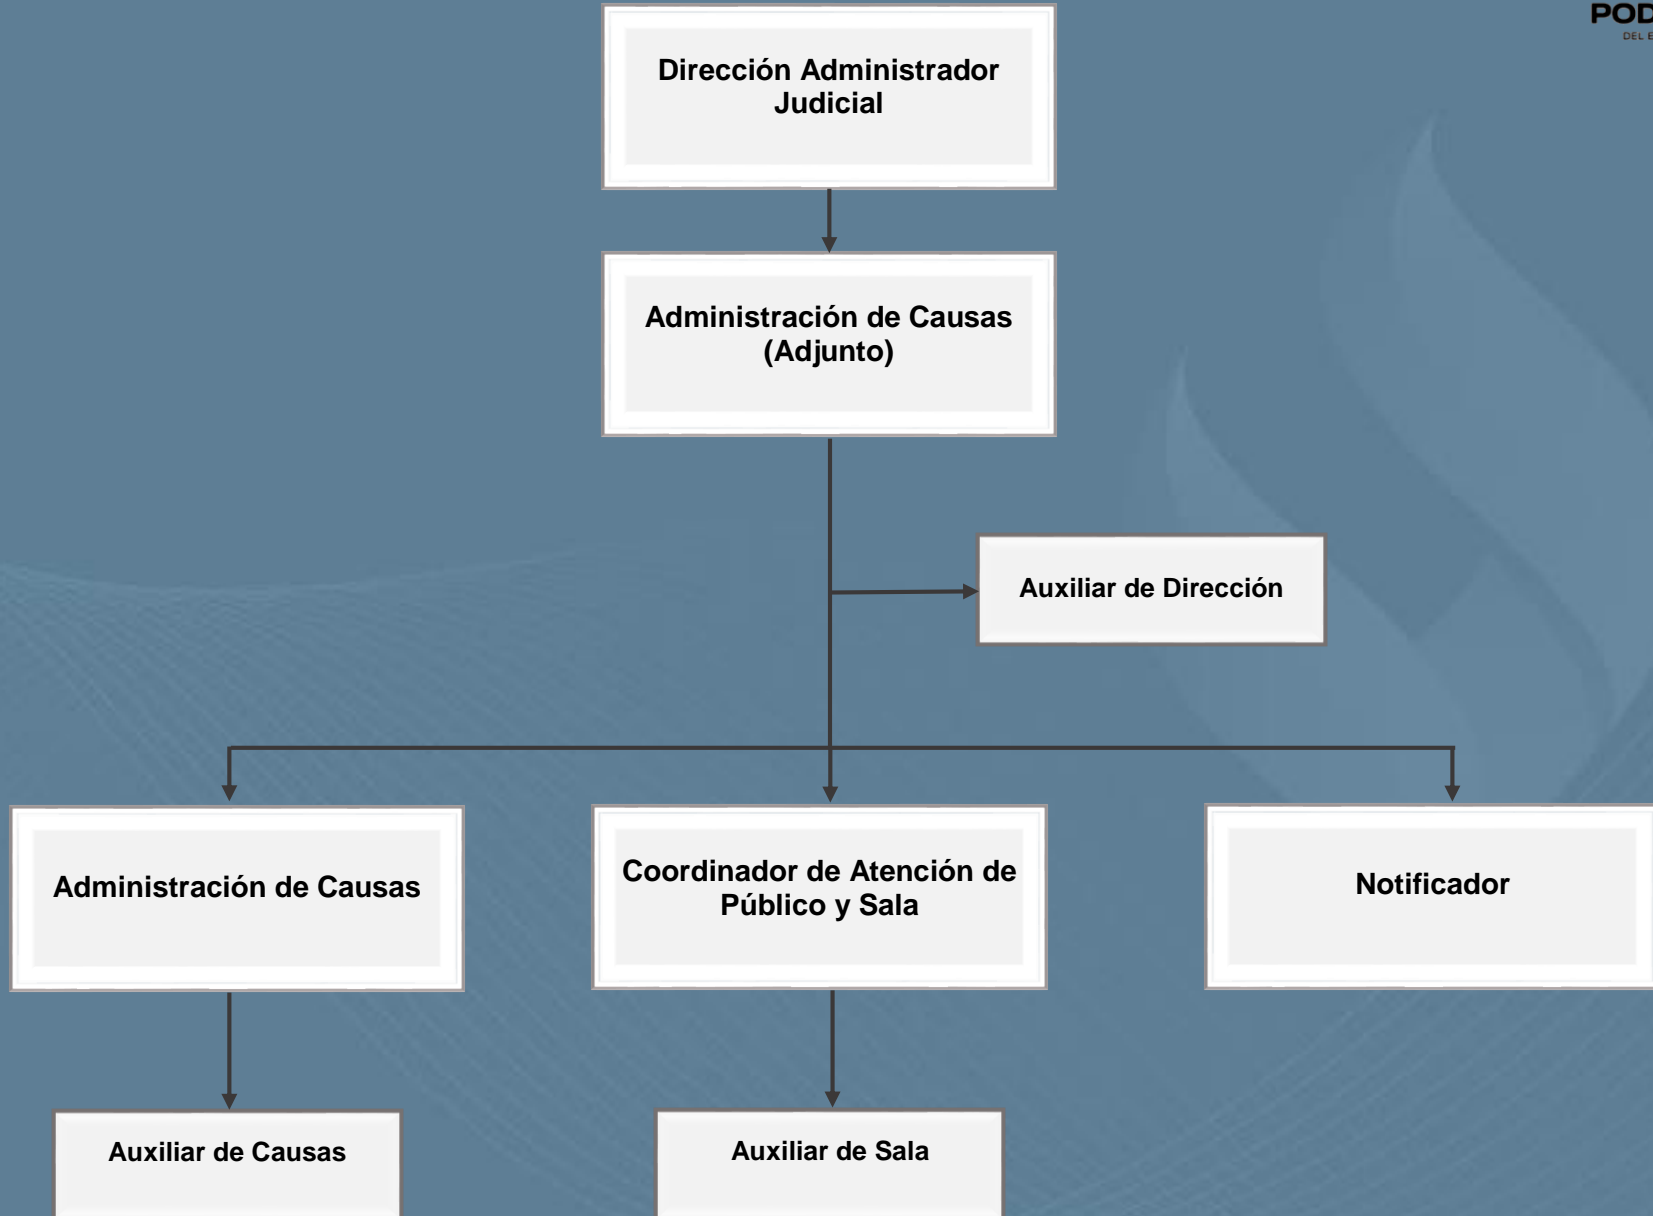 Dirección Administrador
Judicial
Administración de Causas
(Adjunto)
Auxiliar de Dirección
Administración de Causas
Coordinador de Atención de
Público y Sala
Notificador
Auxiliar de Causas
Auxiliar de Sala